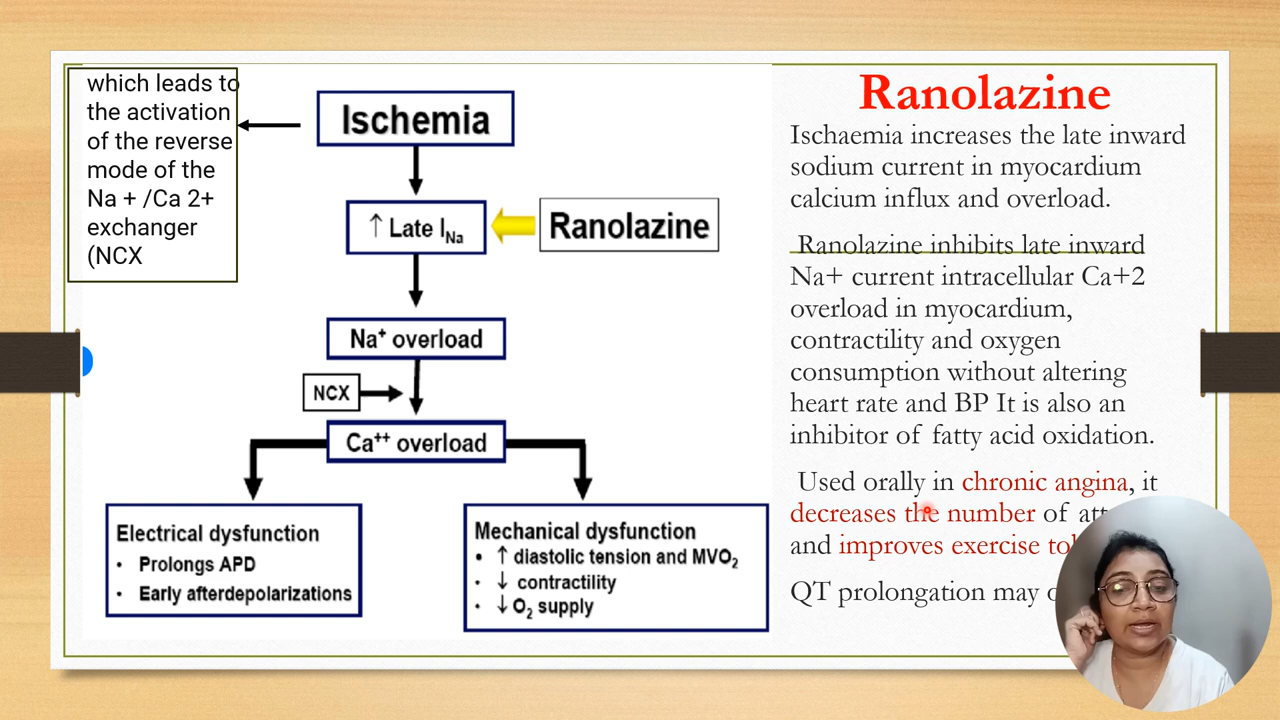 which leads to
the activation
of the reverse
mode of the
Na + /Ca 2+
exchanger
(NCX
Ischemia
↑ Late INa
Ranolazine
Na+ overload
NCX
Ca++ overload
Electrical dysfunction
• Prolongs APD
• Early afterdepolarizations
Mechanical dysfunction
• ↑ diastolic tension and MVO2
• ↓ contractility
• ↓ O2 supply
Ranolazine
Ischaemia increases the late inward
sodium current in myocardium
calcium influx and overload.
Ranolazine inhibits late inward
Na+ current intracellular Ca+2
overload in myocardium,
contractility and oxygen
consumption without altering
heart rate and BP It is also an
inhibitor of fatty acid oxidation.
Used orally in chronic angina, it
decreases the number of
and improves exercise
QT prolongation may